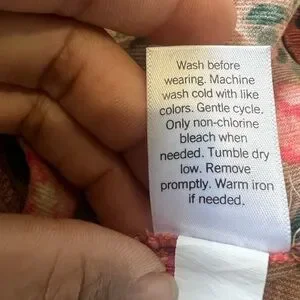 Wash before
wearing. Machine
wash cold with like
colors. Gentle cycle.
Only non-chlorine
bleach when
needed. Tumble dry
low. Remove
promptly. Warm iron
if needed.